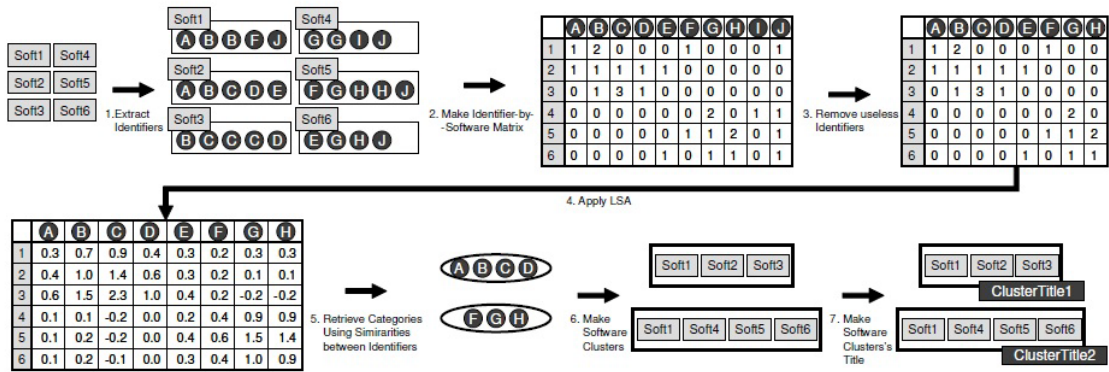 Soft1 Soft4
Soft2 Soft5
Soft3 Soft6
1.Extract
Identifiers
Soft1
A B B F J
Soft4
G G I J
Soft2
A B C D E
Soft5
F G H H J
Soft3
B C C C D
Soft6
E G H J
2. Make Identifier-by-
-Software Matrix
A B C D E F G H I J
1 1 2 0 0 0 1 0 0 0 1
2 1 1 1 1 1 0 0 0 0 0
3 0 1 3 1 0 0 0 0 0 0
4 0 0 0 0 0 0 2 0 1 1
5 0 0 0 0 0 1 1 2 0 1
6 0 0 0 0 1 0 1 1 0 1
3. Remove useless
Identifiers
A B C D E F G H
1 1 2 0 0 0 1 0 0
2 1 1 1 1 1 0 0 0
3 0 1 3 1 0 0 0 0
4 0 0 0 0 0 0 2 0
5 0 0 0 0 0 1 1 2
6 0 0 0 0 1 0 1 1
4. Apply LSA
A B C D E F G H
1 0.3 0.7 0.9 0.4 0.3 0.2 0.3 0.3
2 0.4 1.0 1.4 0.6 0.3 0.2 0.1 0.1
3 0.6 1.5 2.3 1.0 0.4 0.2 -0.2 -0.2
4 0.1 0.1 -0.2 0.0 0.2 0.4 0.9 0.9
5 0.1 0.2 -0.2 0.0 0.4 0.6 1.5 1.4
6 0.1 0.2 -0.1 0.0 0.3 0.4 1.0 0.9
5. Retrieve Categories
Using Simirarities
between Identifiers
A B C D
F G H
6. Make
Software
Clusters
Soft1 Soft2 Soft3
Soft1 Soft4 Soft5 Soft6
7. Make
Software
Clusters's
Title
Soft1 Soft2 Soft3
ClusterTitle1
Soft1 Soft4 Soft5 Soft6
ClusterTitle2